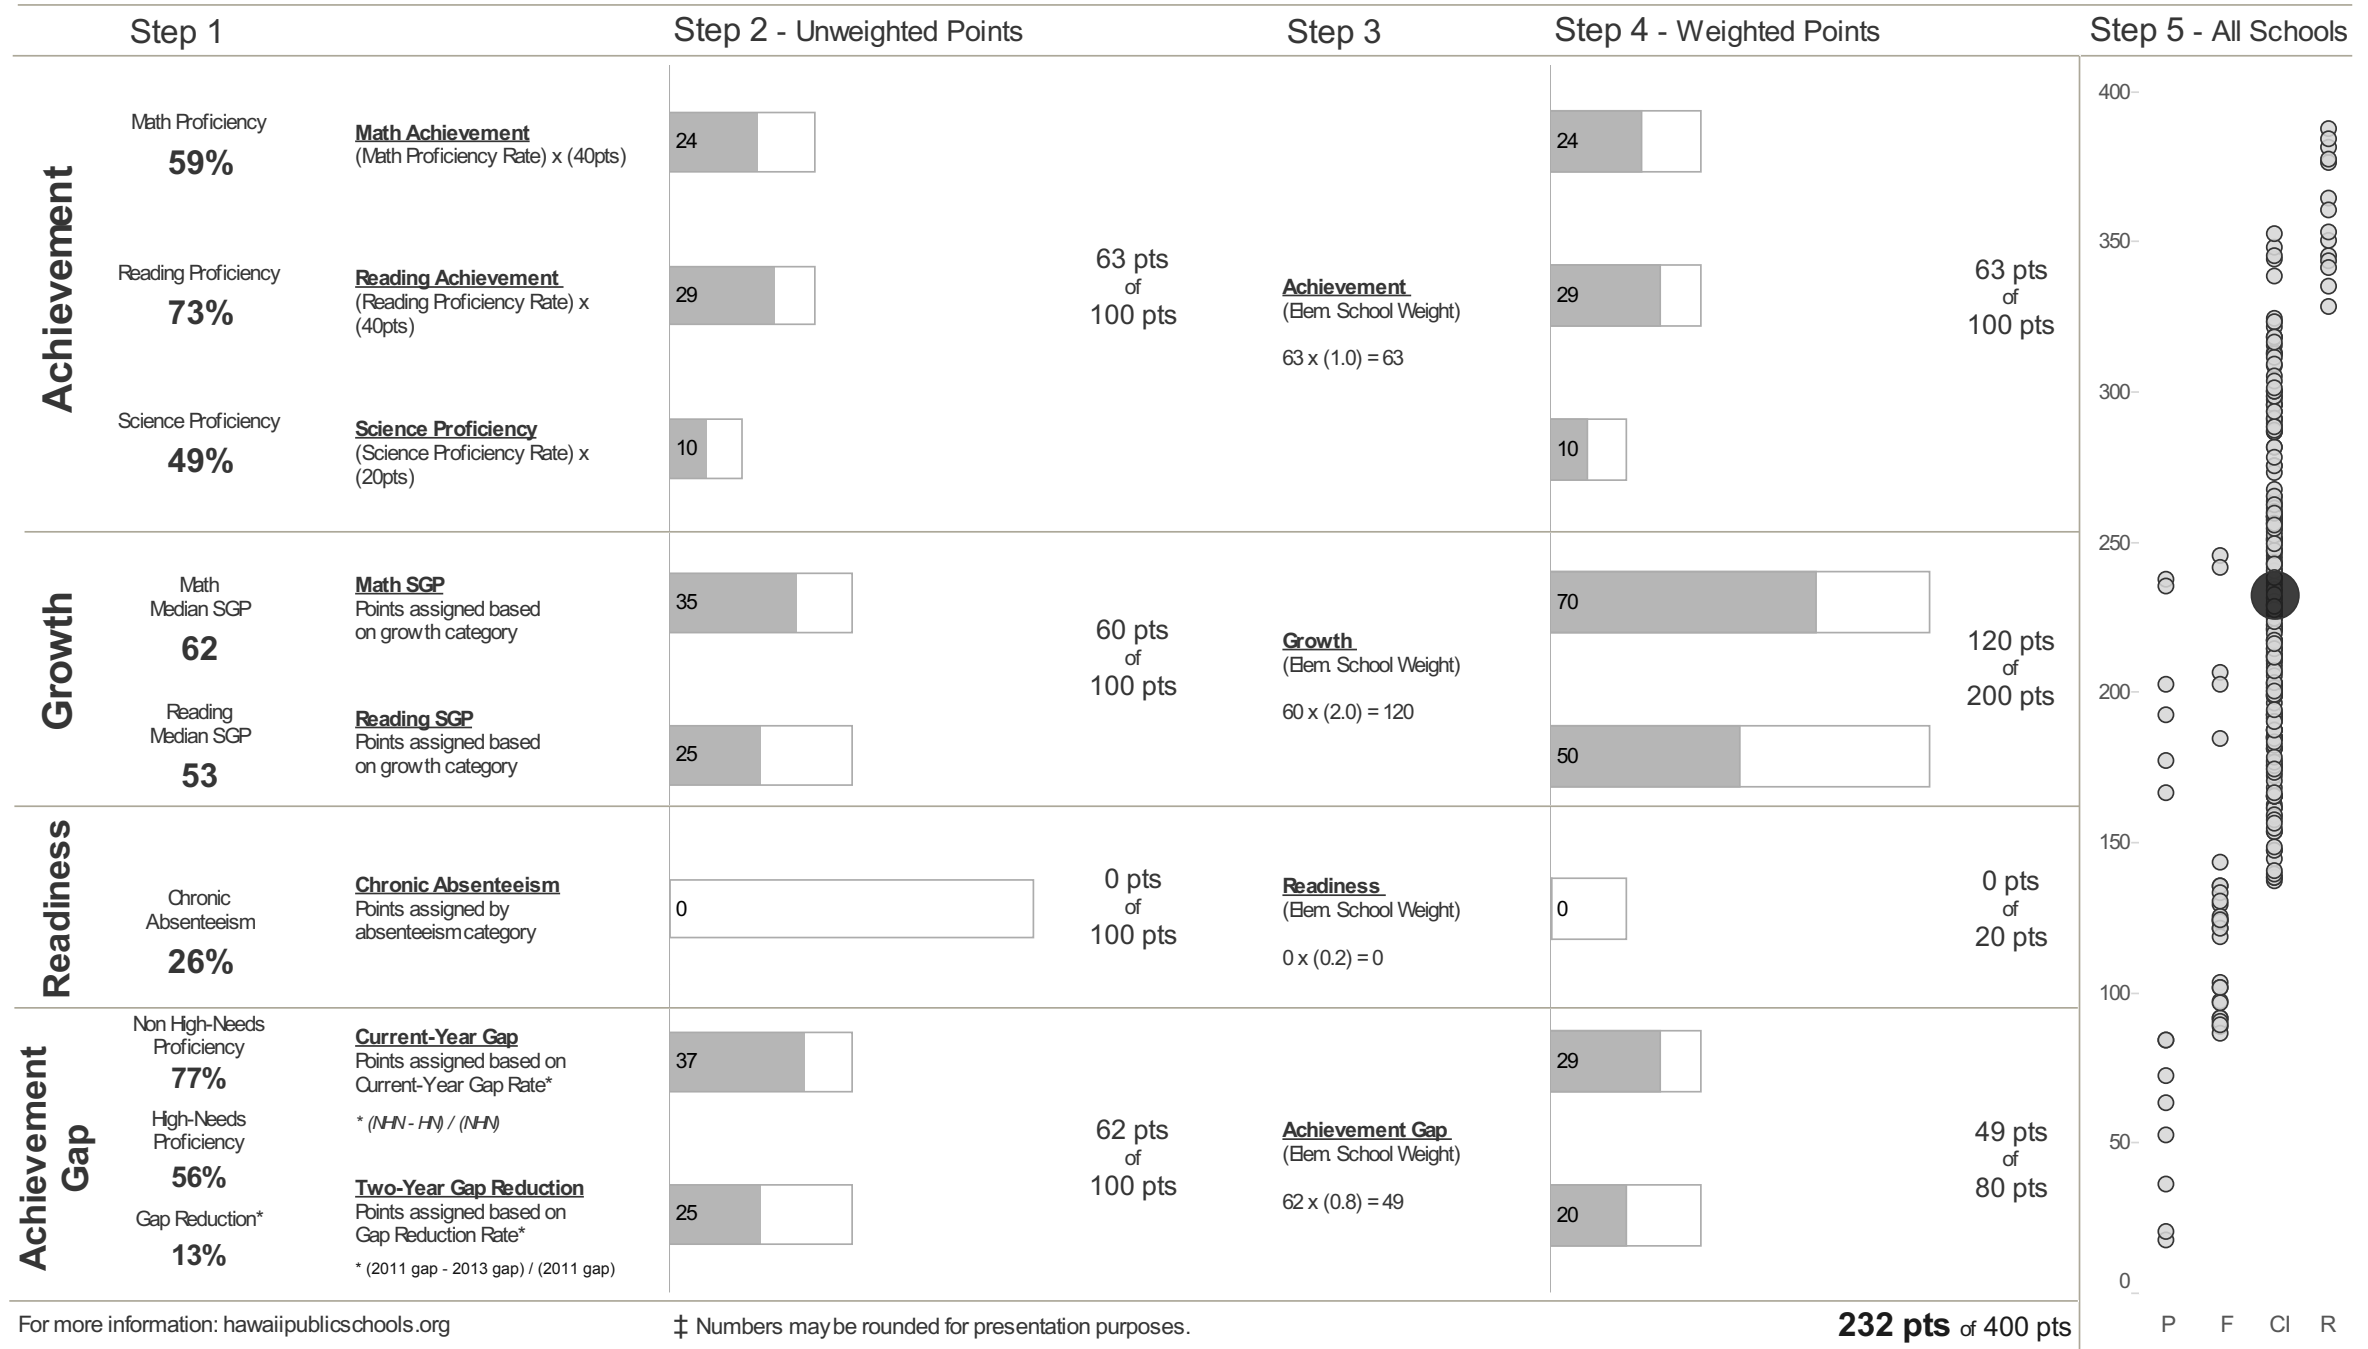 Step 1
Step 2 - Unweighted Points
Step 3
Step 4 - Weighted Points
Step 5 - All Schools
Achievement
Math Proficiency
59%
Math Achievement
(Math Proficiency Rate) x (40pts)
24
24
Reading Proficiency
73%
Reading Achievement
(Reading Proficiency Rate) x
(40pts)
29
63 pts
of
100 pts
Achievement
(Elem. School Weight)
63 x (1.0) = 63
29
63 pts
of
100 pts
Science Proficiency
49%
Science Proficiency
(Science Proficiency Rate) x
(20pts)
10
10
Growth
Math
Median SGP
62
Math SGP
Points assigned based
on growth category
35
60 pts
of
100 pts
Growth
(Elem. School Weight)
60 x (2.0) = 120
70
120 pts
of
200 pts
Reading
Median SGP
53
Reading SGP
Points assigned based
on growth category
25
50
Readiness
Chronic
Absenteeism
26%
Chronic Absenteeism
Points assigned by
absenteeism category
0
0 pts
of
100 pts
Readiness
(Elem. School Weight)
0 x (0.2) = 0
0
0 pts
of
20 pts
Achievement
Gap
Non High-Needs
Proficiency
77%
High-Needs
Proficiency
56%
Gap Reduction*
13%
Current-Year Gap
Points assigned based on
Current-Year Gap Rate*
* (NHN - HN) / (NHN)
Two-Year Gap Reduction
Points assigned based on
Gap Reduction Rate*
* (2011 gap - 2013 gap) / (2011 gap)
37
25
62 pts
of
100 pts
Achievement Gap
(Elem. School Weight)
62 x (0.8) = 49
29
20
49 pts
of
80 pts
400
350
300
250
200
150
100
50
0
P F CI R
For more information: hawaiipublicschools.org
‡ Numbers may be rounded for presentation purposes.
232 pts of 400 pts